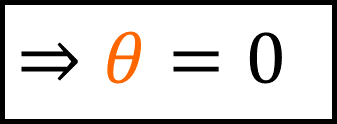 ⇒ θ = 0